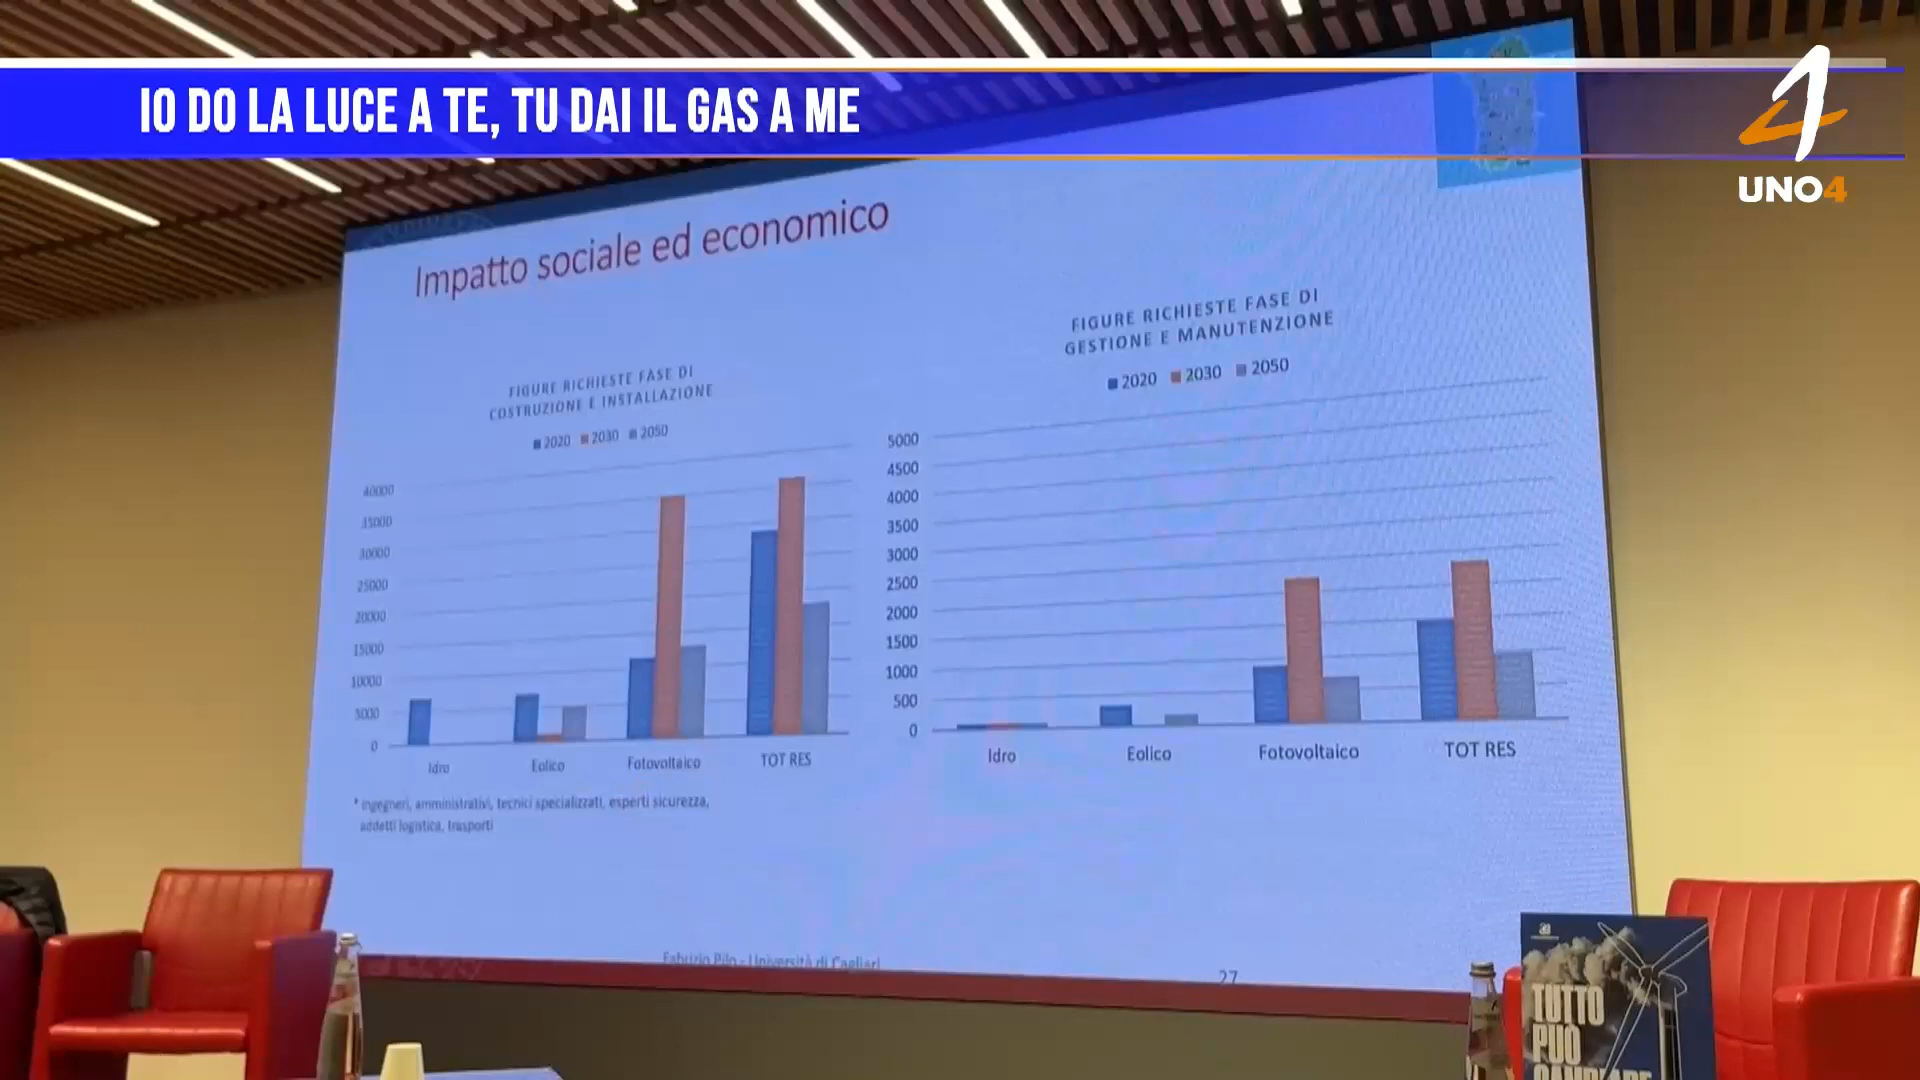 IO DO LA LUCE A TE, TU DAI IL GAS A ME
UNO4
Impatto sociale ed economico
FIGURE RICHIESTE FASE DI
COSTRUZIONE E INSTALLAZIONE
2020 2030 2050
40000
35000
30000
25000
20000
15000
10000
5000
0
Idro
Eolico
Fotovoltaico
TOT RES
* ingegneri, amministrativi, tecnici specializzati, esperti sicurezza,
addetti logistica, trasporti
FIGURE RICHIESTE FASE DI
GESTIONE E MANUTENZIONE
2020 2030 2050
5000
4500
4000
3500
3000
2500
2000
1500
1000
500
0
Idro
Eolico
Fotovoltaico
TOT RES
Fabrizio Pilo - Università di Cagliari
27
TUTTO
PUÒ